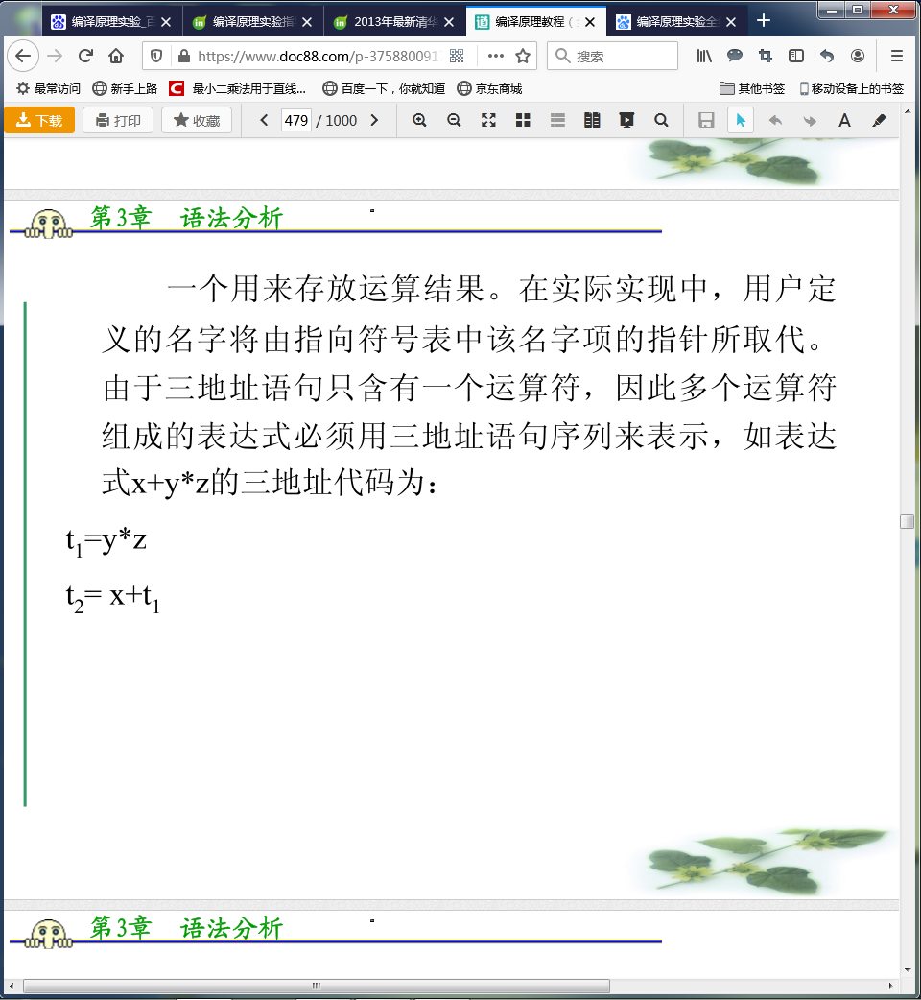 编译原理实验_百
编译原理实验指
2013年最新清华
编译原理教程（
编译原理实验全
https://www.doc88.com/p-37588009
搜索
最常访问 新手上路 最小二乘法用于直线... 百度一下，你就知道 京东商城 其他书签 移动设备上的书签
下载 打印 收藏 479 / 1000
第3章 语法分析
一个用来存放运算结果。在实际实现中，用户定
义的名字将由指向符号表中该名字项的指针所取代。
由于三地址语句只含有一个运算符，因此多个运算符
组成的表达式必须用三地址语句序列来表示，如表达
式x+y*z的三地址代码为：
t1=y*z
t2= x+t1
第3章 语法分析